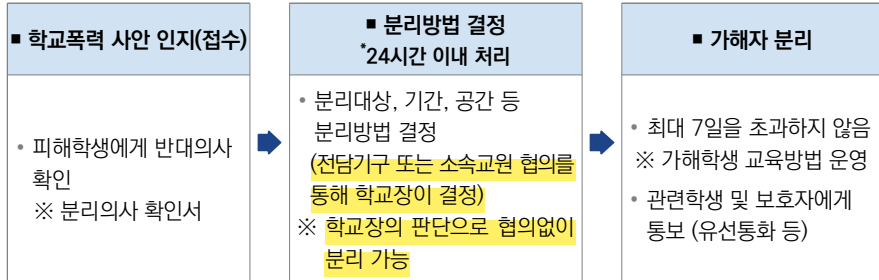 ■ 학교폭력 사안 인지(접수)
• 피해학생에게 반대의사
확인
※ 분리의사 확인서
■ 분리방법 결정
*24시간 이내 처리
• 분리대상, 기간, 공간 등
분리방법 결정
(전담기구 또는 소속교원 협의를
통해 학교장이 결정)
※ 학교장의 판단으로 협의없이
분리 가능
■ 가해자 분리
• 최대 7일을 초과하지 않음
※ 가해학생 교육방법 운영
• 관련학생 및 보호자에게
통보 (유선통화 등)